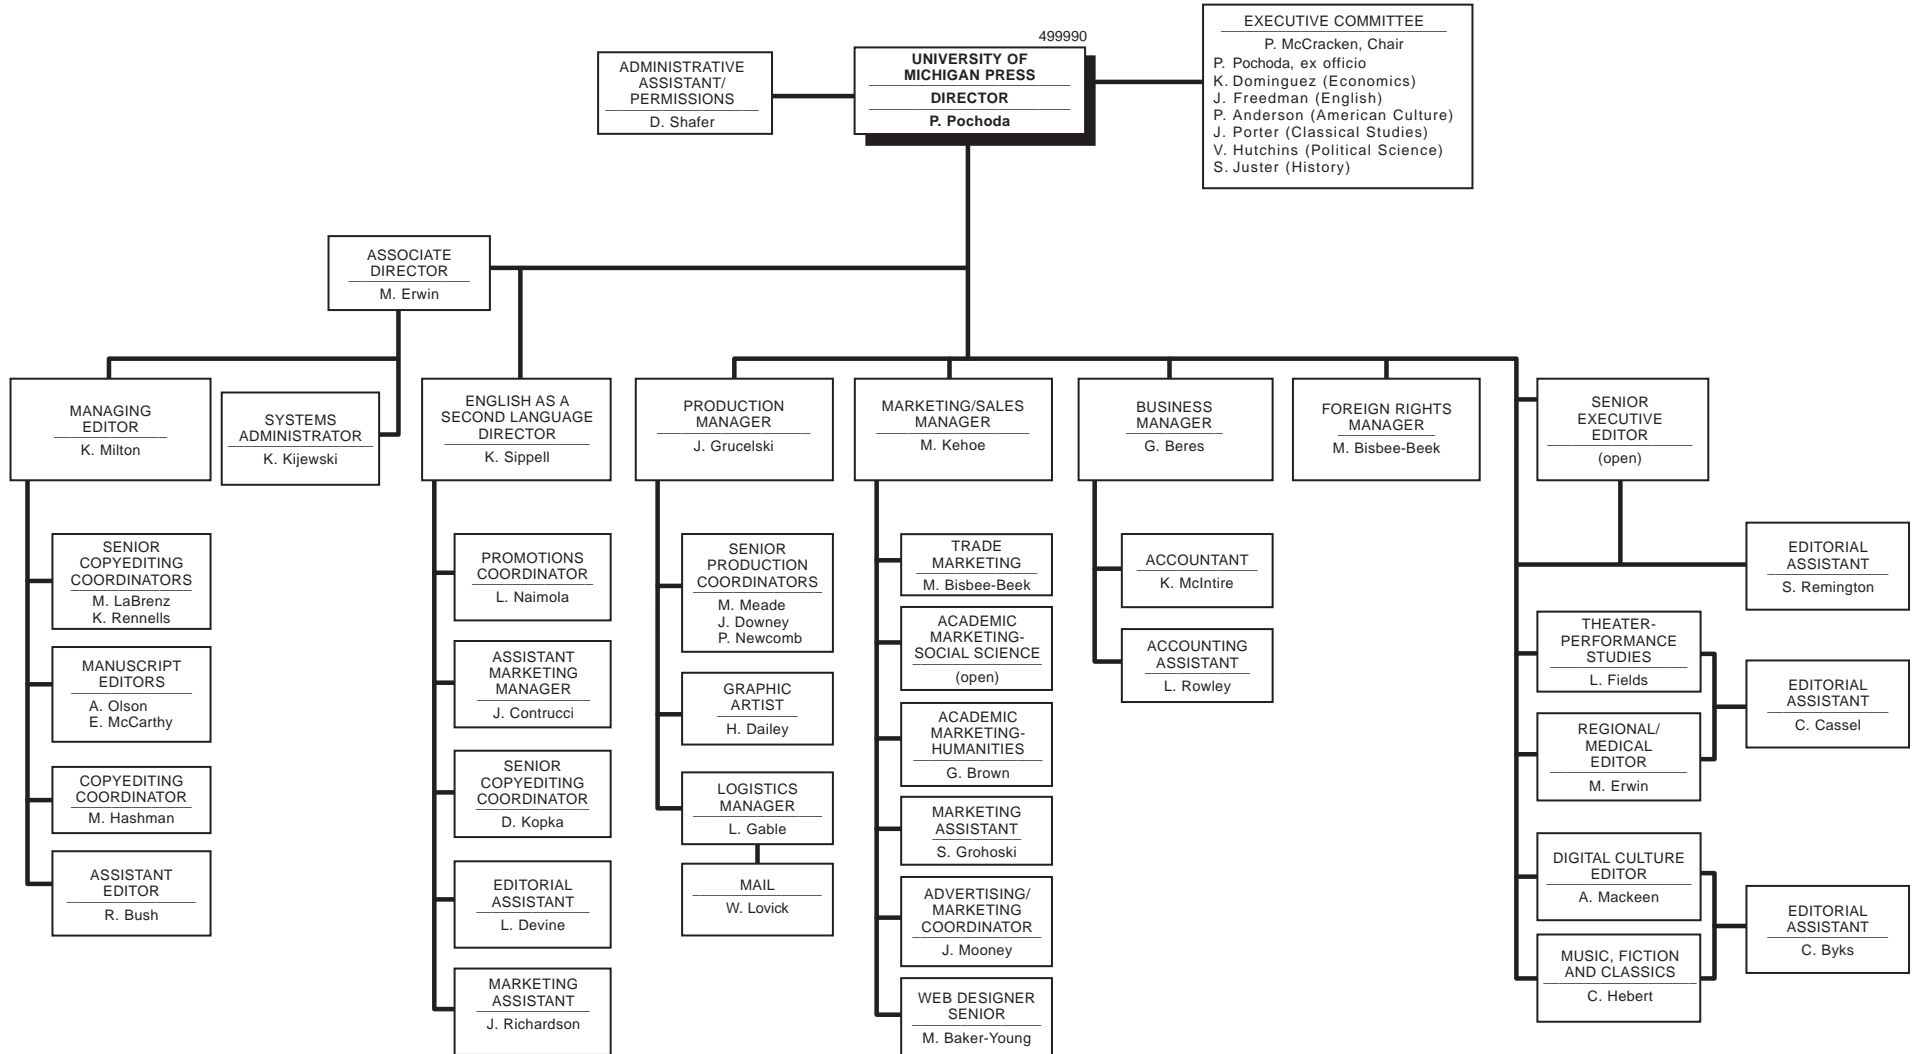 499990
UNIVERSITY OF
MICHIGAN PRESS
DIRECTOR
P. Pochoda
ADMINISTRATIVE
ASSISTANT/
PERMISSIONS
D. Shafer
EXECUTIVE COMMITTEE
P. McCracken, Chair
P. Pochoda, ex officio
K. Dominguez (Economics)
J. Freedman (English)
P. Anderson (American Culture)
J. Porter (Classical Studies)
V. Hutchins (Political Science)
S. Juster (History)
ASSOCIATE
DIRECTOR
M. Erwin
MANAGING
EDITOR
K. Milton
SYSTEMS
ADMINISTRATOR
K. Kijewski
ENGLISH AS A
SECOND LANGUAGE
DIRECTOR
K. Sippell
PRODUCTION
MANAGER
J. Grucelski
MARKETING/SALES
MANAGER
M. Kehoe
BUSINESS
MANAGER
G. Beres
FOREIGN RIGHTS
MANAGER
M. Bisbee-Beek
SENIOR
EXECUTIVE
EDITOR
(open)
SENIOR
COPYEDITING
COORDINATORS
M. LaBrenz
K. Rennells
MANUSCRIPT
EDITORS
A. Olson
E. McCarthy
COPYEDITING
COORDINATOR
M. Hashman
ASSISTANT
EDITOR
R. Bush
PROMOTIONS
COORDINATOR
L. Naimola
ASSISTANT
MARKETING
MANAGER
J. Contrucci
SENIOR
COPYEDITING
COORDINATOR
D. Kopka
EDITORIAL
ASSISTANT
L. Devine
MARKETING
ASSISTANT
J. Richardson
SENIOR
PRODUCTION
COORDINATORS
M. Meade
J. Downey
P. Newcomb
GRAPHIC
ARTIST
H. Dailey
LOGISTICS
MANAGER
L. Gable
MAIL
W. Lovick
TRADE
MARKETING
M. Bisbee-Beek
ACADEMIC
MARKETING-
SOCIAL SCIENCE
(open)
ACADEMIC
MARKETING-
HUMANITIES
G. Brown
MARKETING
ASSISTANT
S. Grohoski
ADVERTISING/
MARKETING
COORDINATOR
J. Mooney
WEB DESIGNER
SENIOR
M. Baker-Young
ACCOUNTANT
K. McIntire
ACCOUNTING
ASSISTANT
L. Rowley
EDITORIAL
ASSISTANT
S. Remington
THEATER-
PERFORMANCE
STUDIES
L. Fields
REGIONAL/
MEDICAL
EDITOR
M. Erwin
EDITORIAL
ASSISTANT
C. Cassel
DIGITAL CULTURE
EDITOR
A. Mackeen
MUSIC, FICTION
AND CLASSICS
C. Hebert
EDITORIAL
ASSISTANT
C. Byks